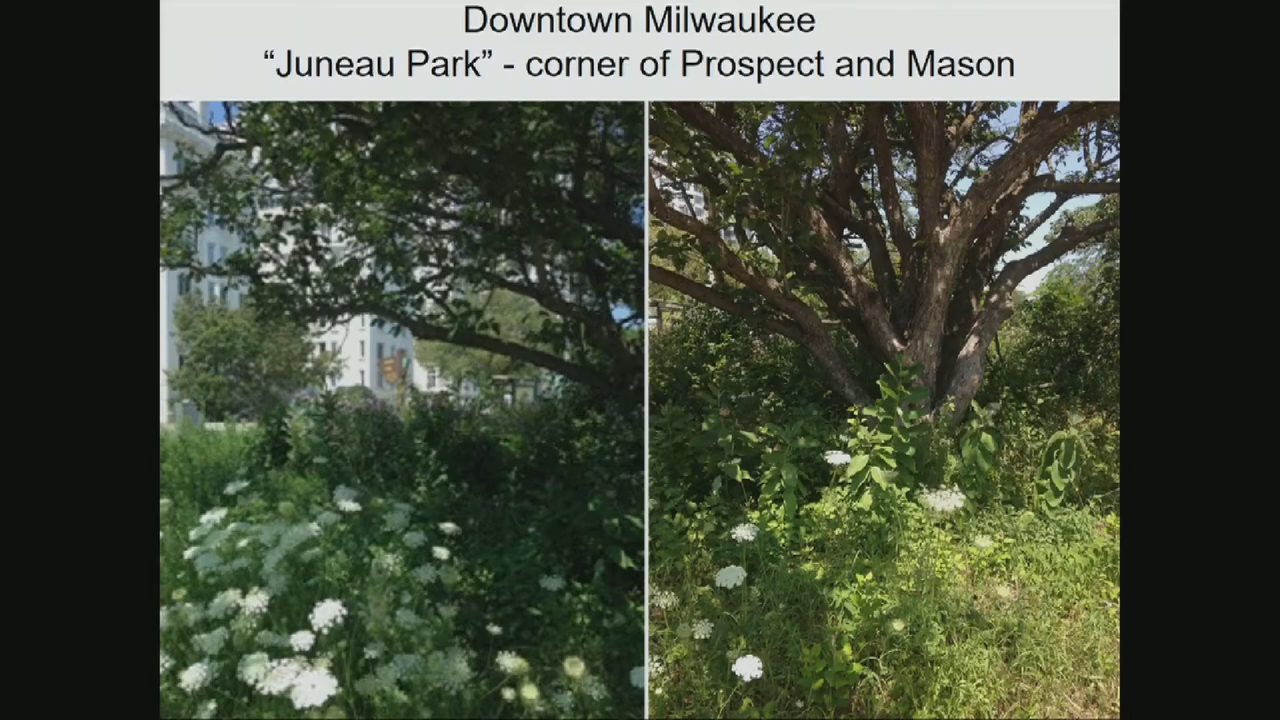 Downtown Milwaukee
“Juneau Park” - corner of Prospect and Mason